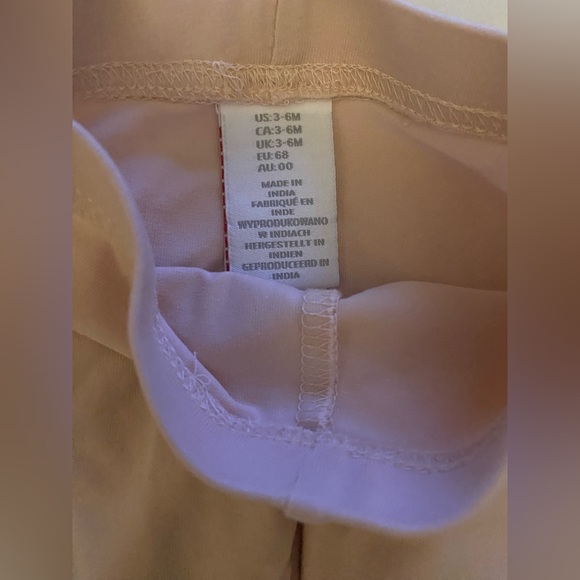 US:3-6M
CA:3-6M
UK:3-6M
EU:68
AU:00
MADE IN
INDIA
FABRIQUÉ EN
INDE
WYPRODUKOWANO
W INDIACH
HERGESTELLT IN
INDIEN
GEPRODUCEERD IN
INDIA